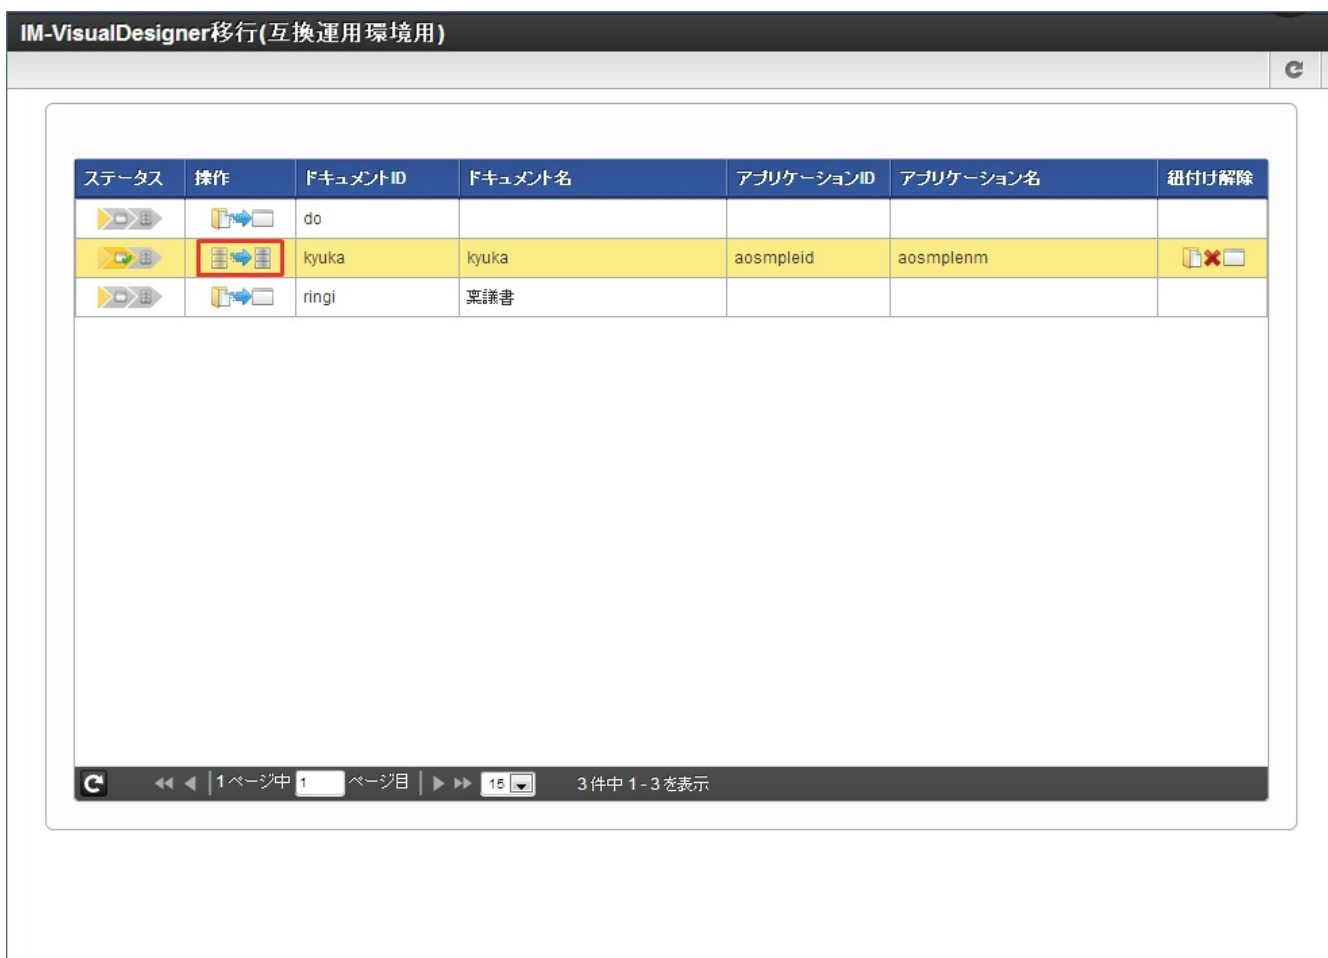 IM-VisualDesigner移行(互換運用環境用)
ステータス 操作 ドキュメントID ドキュメント名 アプリケーションID アプリケーション名 紐付け解除
do
kyuka kyuka aosmpleid aosmplenm
ringi 稟議書
1 ページ中 1 ページ目 15 3 件中 1 - 3 を表示